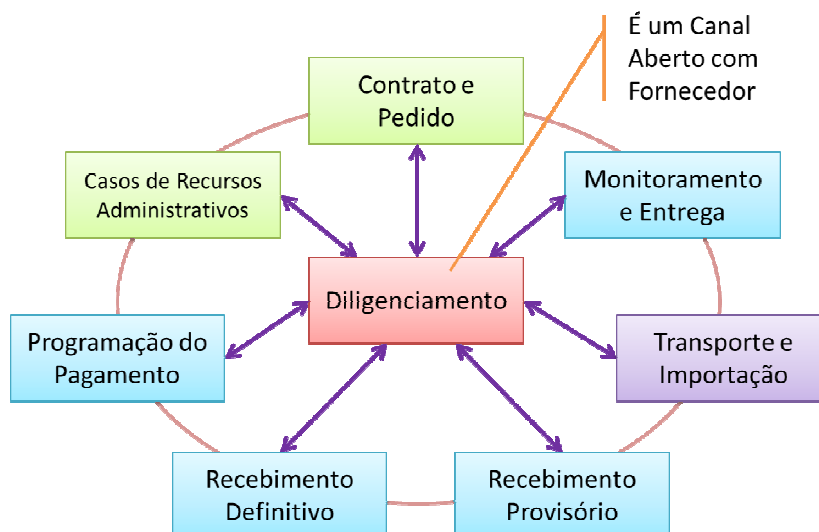 É um Canal
Aberto com
Fornecedor
Contrato e
Pedido
Casos de Recursos
Administrativos
Monitoramento
e Entrega
Diligenciamento
Programação do
Pagamento
Transporte e
Importação
Recebimento
Definitivo
Recebimento
Provisório